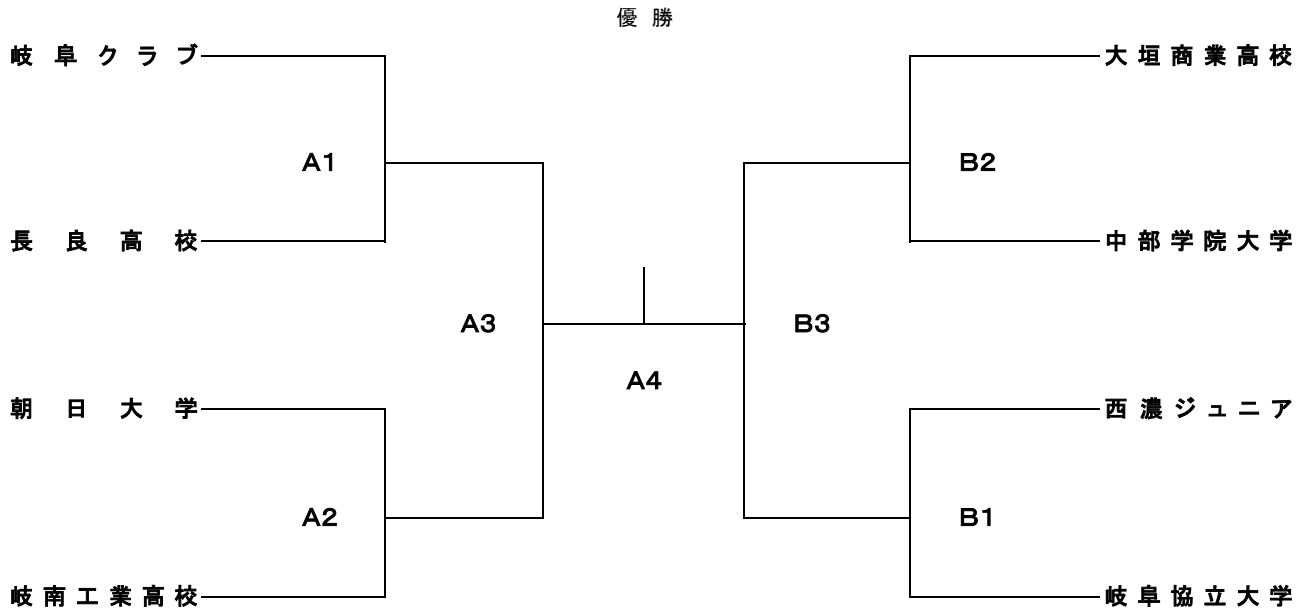 優 勝
岐阜クラブ
大垣商業高校
A1
B2
長良高校
中部学院大学
A3
B3
A4
朝日大学
西濃ジュニア
A2
B1
岐南工業高校
岐阜協立大学